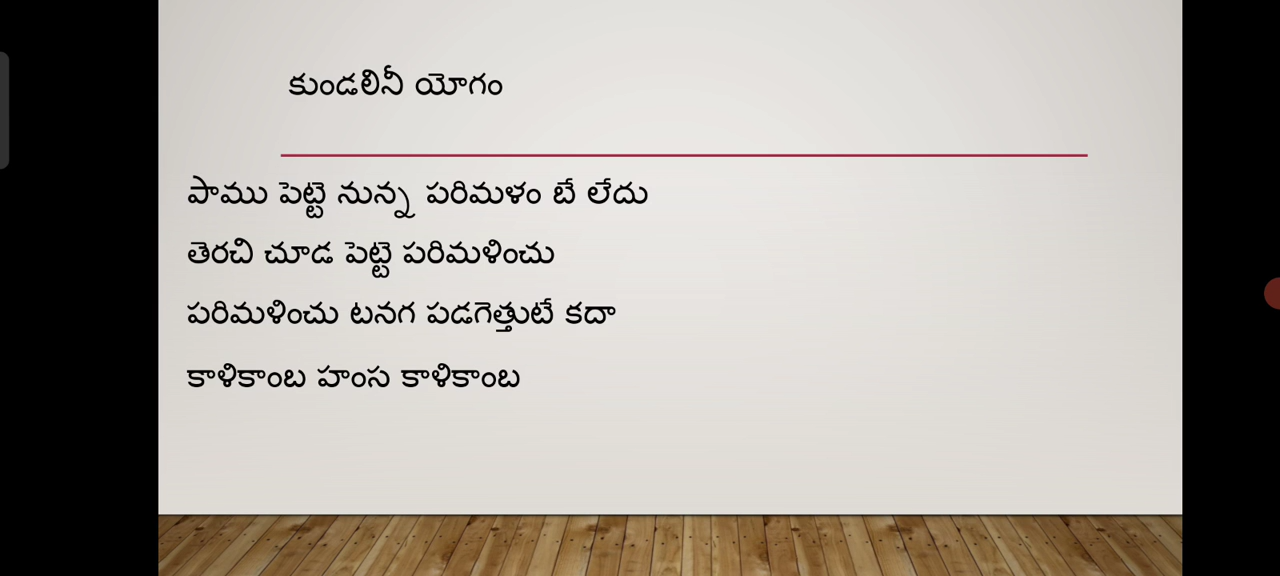 కుండలినీ యోగం
పాము పెట్టె నున్న పరిమళం బే లేదు
తెరచి చూడ పెట్టె పరిమళించు
పరిమళించు టనగ పడగెత్తుటే కదా
కాళికాంబ హంస కాళికాంబ